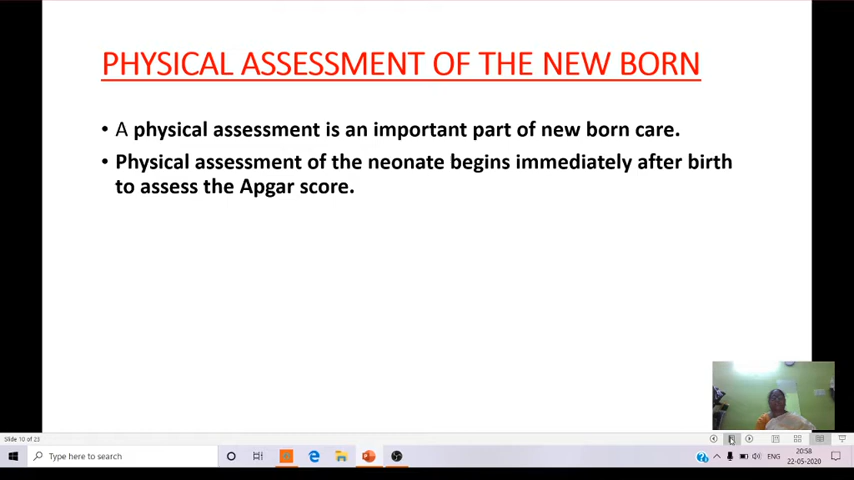 PHYSICAL ASSESSMENT OF THE NEW BORN
• A physical assessment is an important part of new born care.
• Physical assessment of the neonate begins immediately after birth
to assess the Apgar score.
Slide 10 of 23
Type here to search
ENG
20:58
22-05-2020